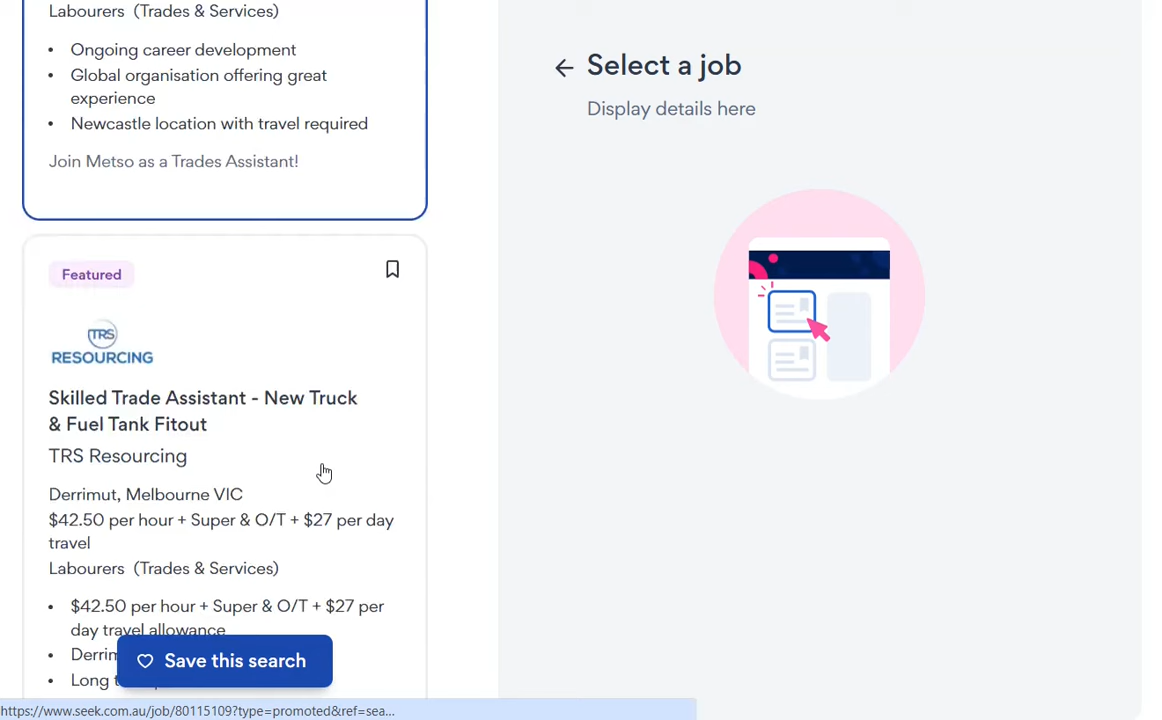 Labourers (Trades & Services)
• Ongoing career development
• Global organisation offering great
experience
• Newcastle location with travel required
Join Metso as a Trades Assistant!
Featured
TRS
RESOURCING
Skilled Trade Assistant - New Truck
& Fuel Tank Fitout
TRS Resourcing
Derrimut, Melbourne VIC
$42.50 per hour + Super & O/T + $27 per day
travel
Labourers (Trades & Services)
• $42.50 per hour + Super & O/T + $27 per
day travel allowance
• Long
Save this search
Select a job
Display details here
https://www.seek.com.au/job/80115109?type=promoted&ref=sea...